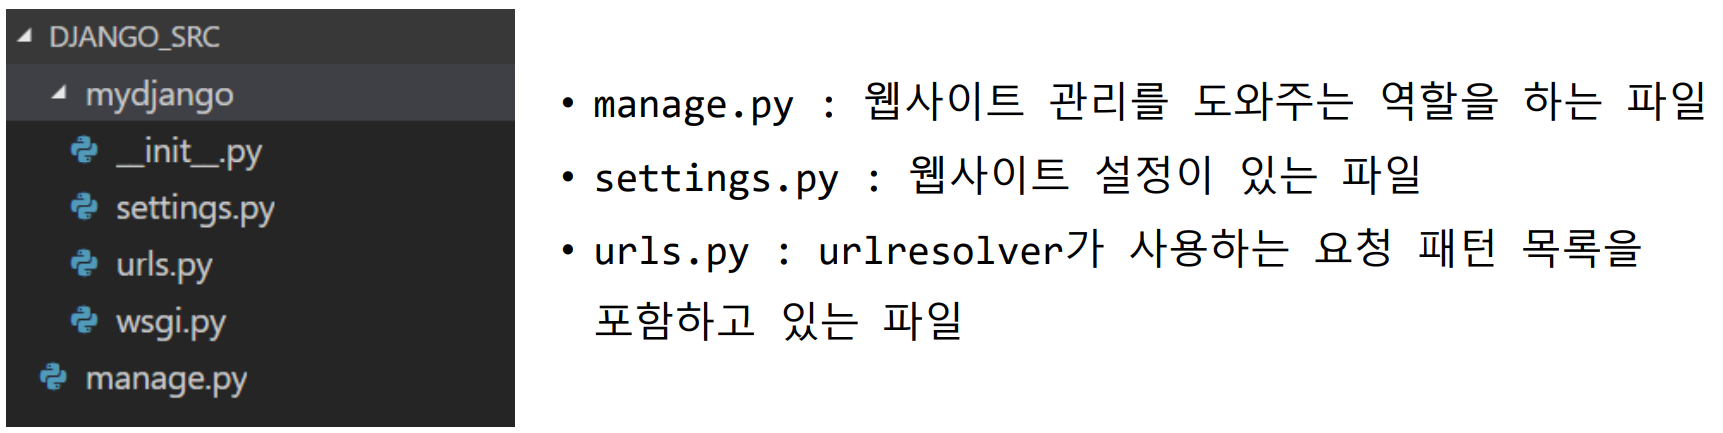 DJANGO_SRC
mydjango
__init__.py
settings.py
urls.py
wsgi.py
manage.py
• manage.py : 웹사이트 관리를 도와주는 역할을 하는 파일
• settings.py : 웹사이트 설정이 있는 파일
• urls.py : urlresolver가 사용하는 요청 패턴 목록을
포함하고 있는 파일